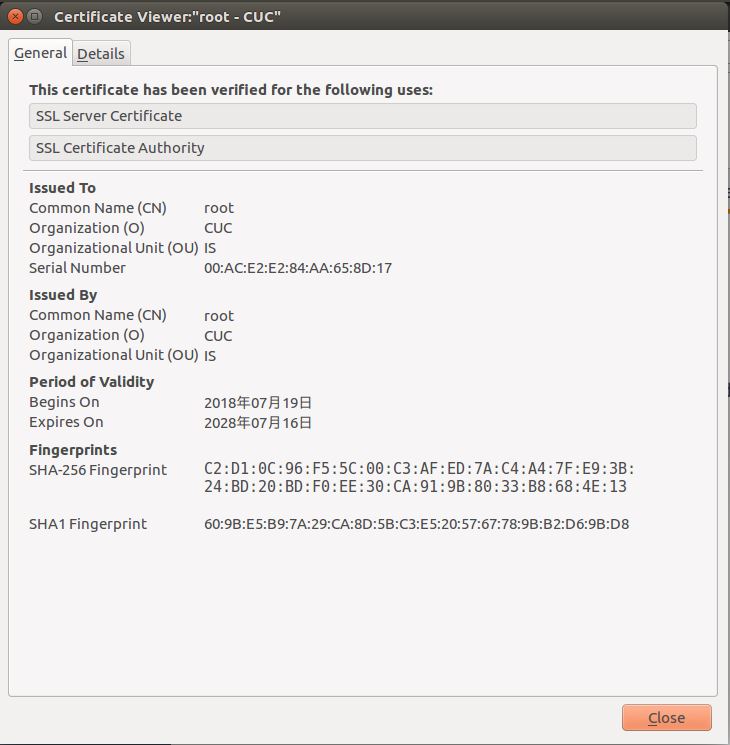 Certificate Viewer:"root - CUC"
General Details
This certificate has been verified for the following uses:
SSL Server Certificate
SSL Certificate Authority
Issued To
Common Name (CN) root
Organization (O) CUC
Organizational Unit (OU) IS
Serial Number 00:AC:E2:E2:84:AA:65:8D:17
Issued By
Common Name (CN) root
Organization (O) CUC
Organizational Unit (OU) IS
Period of Validity
Begins On 2018年07月19日
Expires On 2028年07月16日
Fingerprints
SHA-256 Fingerprint C2:D1:0C:96:F5:5C:00:C3:AF:ED:7A:C4:A4:7F:E9:3B:
24:BD:20:BD:F0:EE:30:CA:91:9B:80:33:B8:68:4E:13
SHA1 Fingerprint 60:9B:E5:B9:7A:29:CA:8D:5B:C3:E5:20:57:67:78:9B:B2:D6:9B:D8
Close